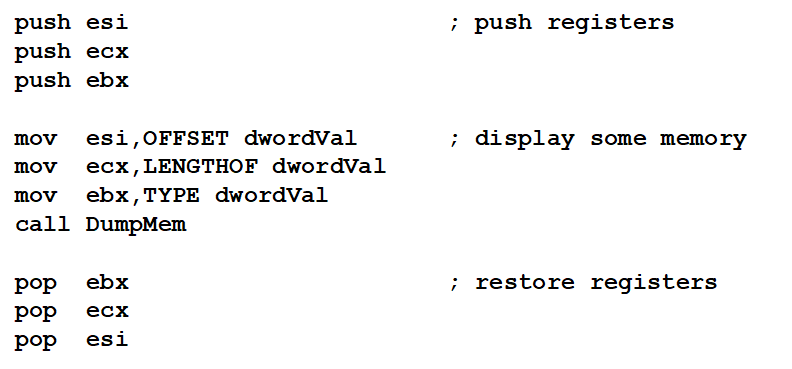 push esi ; push registers
push ecx
push ebx
mov esi,OFFSET dwordVal ; display some memory
mov ecx,LENGTHOF dwordVal
mov ebx,TYPE dwordVal
call DumpMem
pop ebx ; restore registers
pop ecx
pop esi